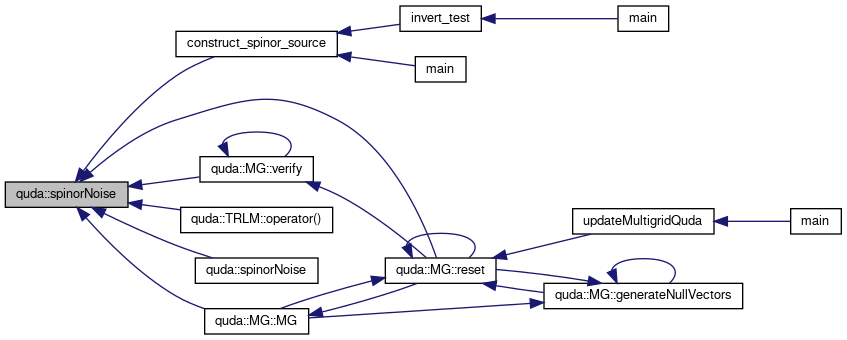 invert_test
main
construct_spinor_source
main
quda::MG::verify
quda::spinorNoise
quda::TRLM::operator()
updateMultigridQuda
main
quda::spinorNoise
quda::MG::reset
quda::MG::generateNullVectors
quda::MG::MG